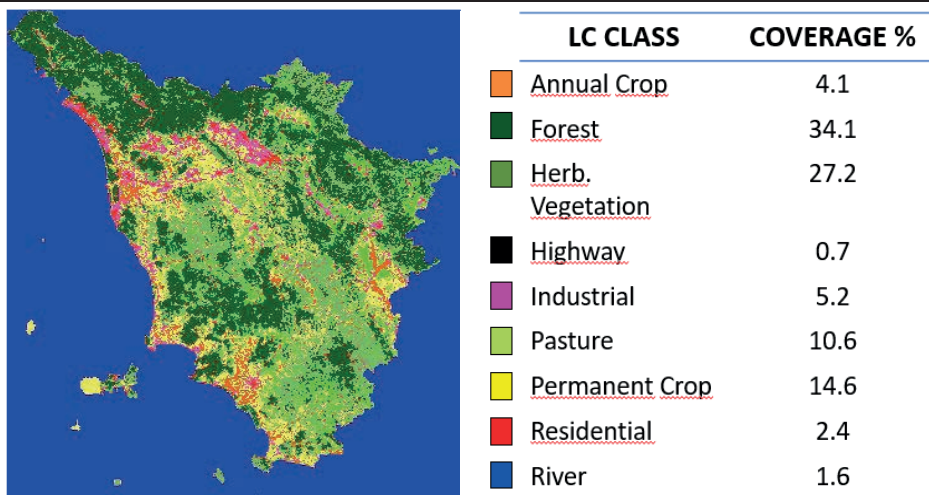 LC CLASS COVERAGE %
Annual Crop 4.1
Forest 34.1
Herb. 27.2
Vegetation
Highway 0.7
Industrial 5.2
Pasture 10.6
Permanent Crop 14.6
Residential 2.4
River 1.6